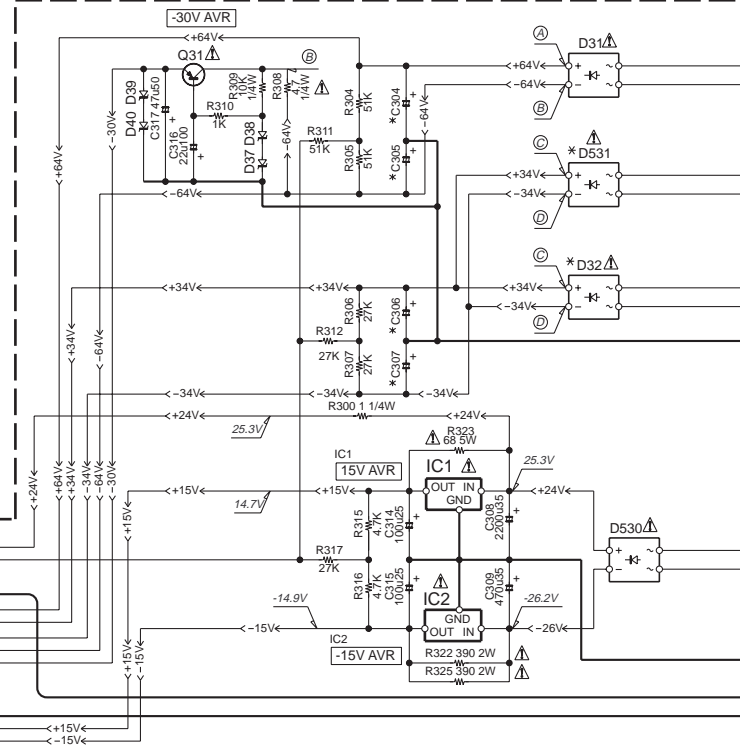 -30V AVR
+64V
Q31
B
A
D31
+64V
+ ~
-64V
- ~
B
D40 D39
C317 47u50
C316
22u100
+
+
R310
1K
R309
10K
1/4W
R308
4.7
1/4W
D37 D38
-64V
R311
51K
R304
51K
R305
51K
*C304
+
*C305
+
-64V
-30V
+64V
-64V
C
*D531
+34V
+ ~
-34V
- ~
D
C
*D32
+34V
+34V
+34V
+ ~
-34V
- ~
D
+34V
-64V
R306
27K
R312
27K
R307
27K
*C306
+
*C307
+
-34V
-34V
-34V
R300 1 1/4W
+24V
+24V
25.3V
R323
68 5W
IC1
15V AVR
IC1
25.3V
OUT IN
GND
+15V
+15V
+24V
14.7V
+24V
+64V
+34V
-34V
-64V
-30V
+15V
R315
4.7K
C314
100u25
+
C308
2200u35
+
D530
+ ~
- ~
R317
27K
R316
4.7K
C315
100u25
+
C309
470u35
+
IC2
GND
OUT IN
-14.9V
-26.2V
-15V
-26V
IC2
-15V AVR
R322 390 2W
R325 390 2W
+15V
-15V
+15V
-15V